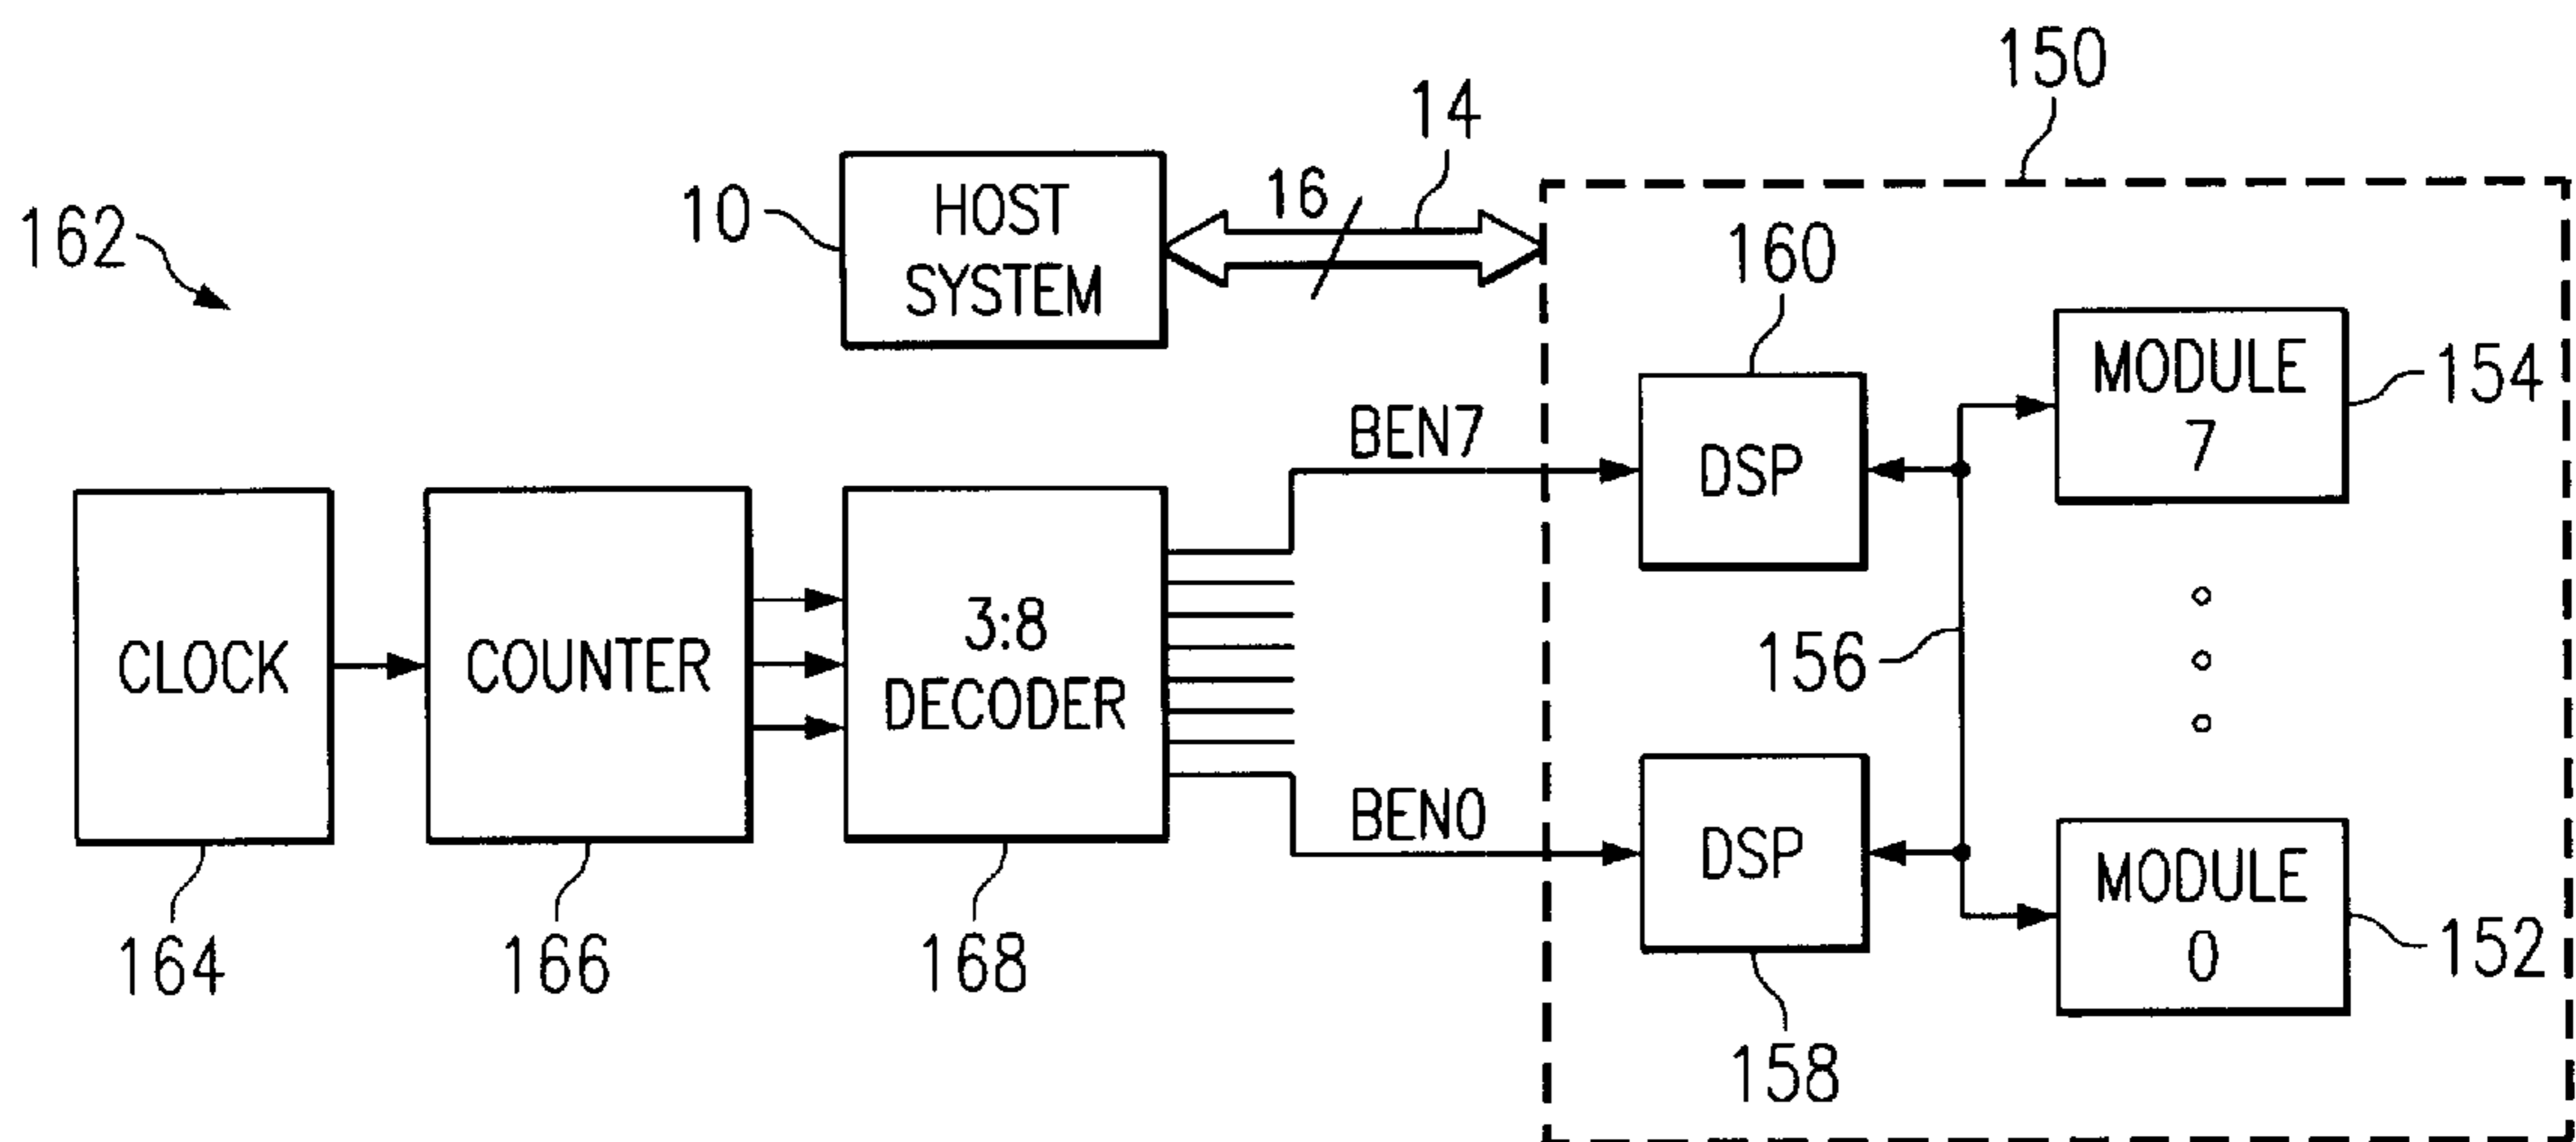 150
14
16
162
10
HOST
SYSTEM
160
MODULE
7
154
BEN7
DSP
CLOCK
COUNTER
3:8
DECODER
156
BEN0
DSP
MODULE
0
152
164
166
168
158